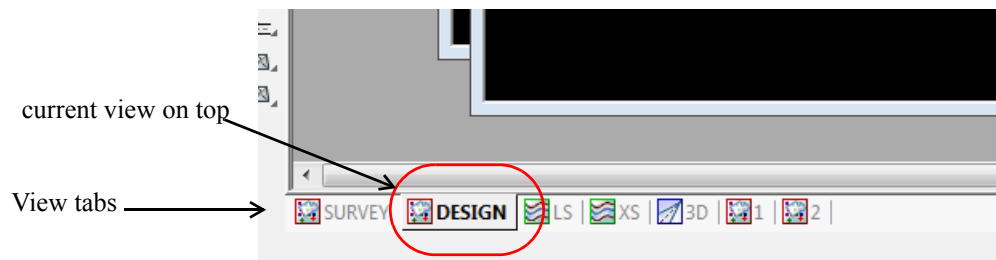 current view on top
View tabs
SURVEY DESIGN LS | XS | 3D | 1 | 2 |